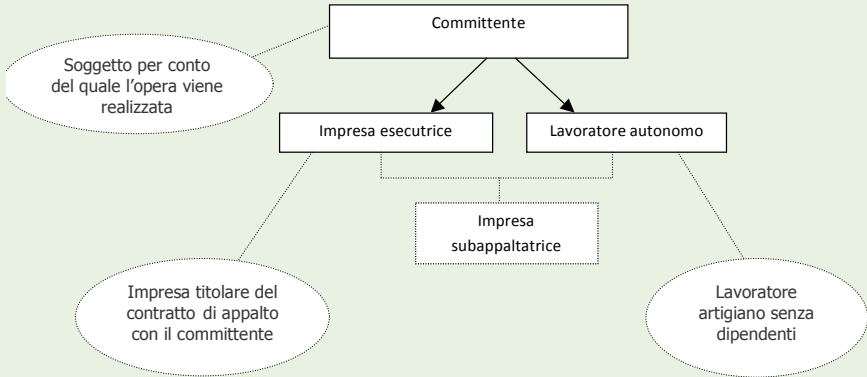 Committente
Soggetto per conto
del quale l’opera viene
realizzata
Impresa esecutrice
Lavoratore autonomo
Impresa
subappaltatrice
Impresa titolare del
contratto di appalto
con il committente
Lavoratore
artigiano senza
dipendenti